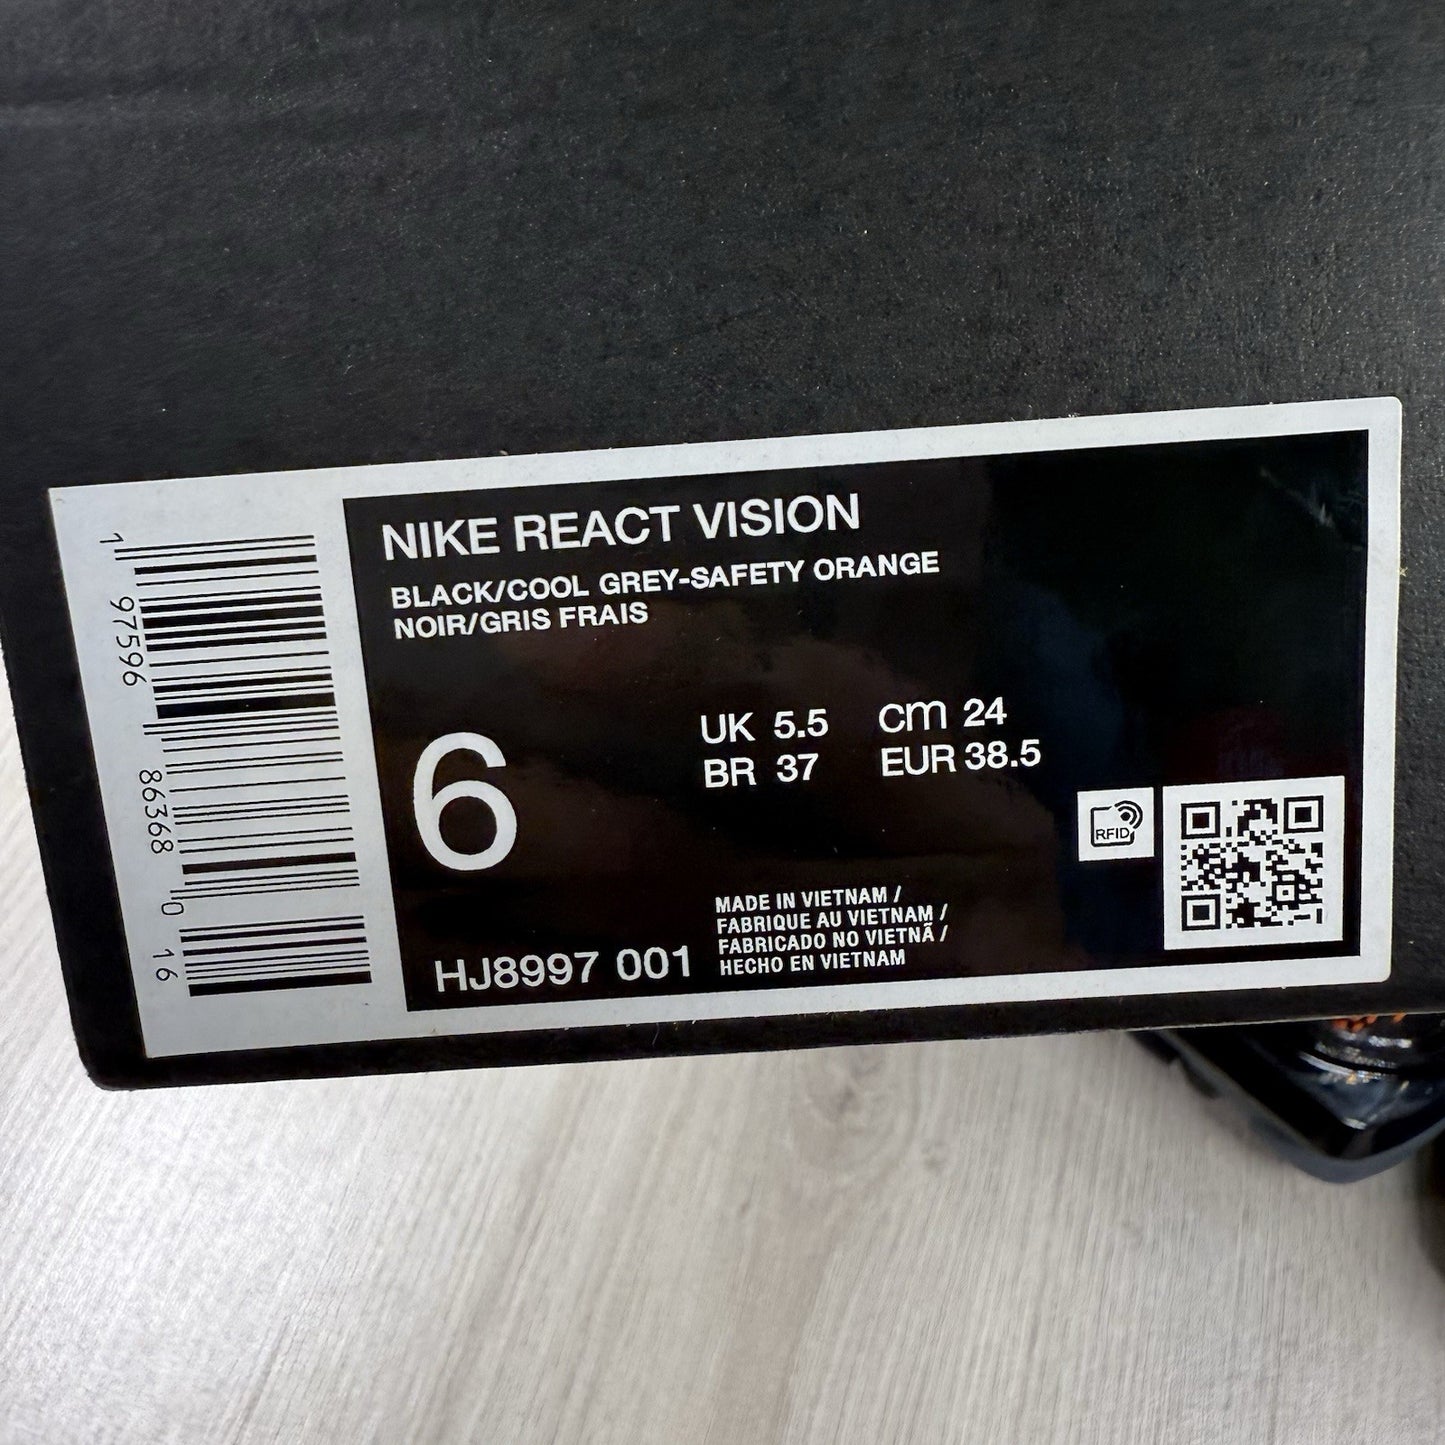 NIKE REACT VISION
BLACK/COOL GREY-SAFETY ORANGE
NOIR/GRIS FRAIS
6
UK 5.5 cm 24
BR 37 EUR 38.5
RFID
HJ8997 001
MADE IN VIETNAM /
FABRIQUE AU VIETNAM /
FABRICADO NO VIETNÃ /
HECHO EN VIETNAM
1 97596 86368 0 16